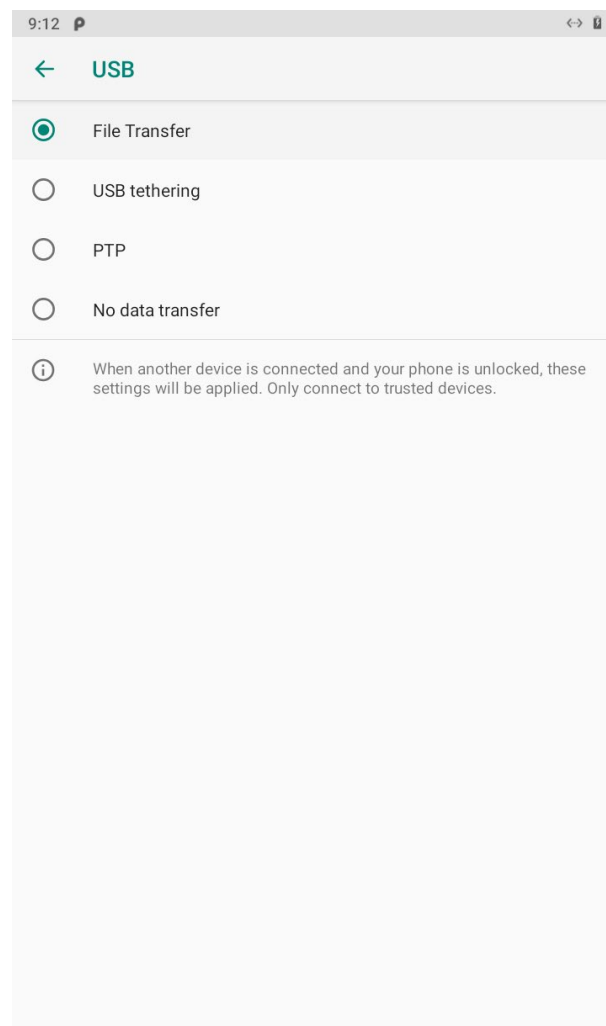 9:12
USB
File Transfer
USB tethering
PTP
No data transfer
When another device is connected and your phone is unlocked, these
settings will be applied. Only connect to trusted devices.